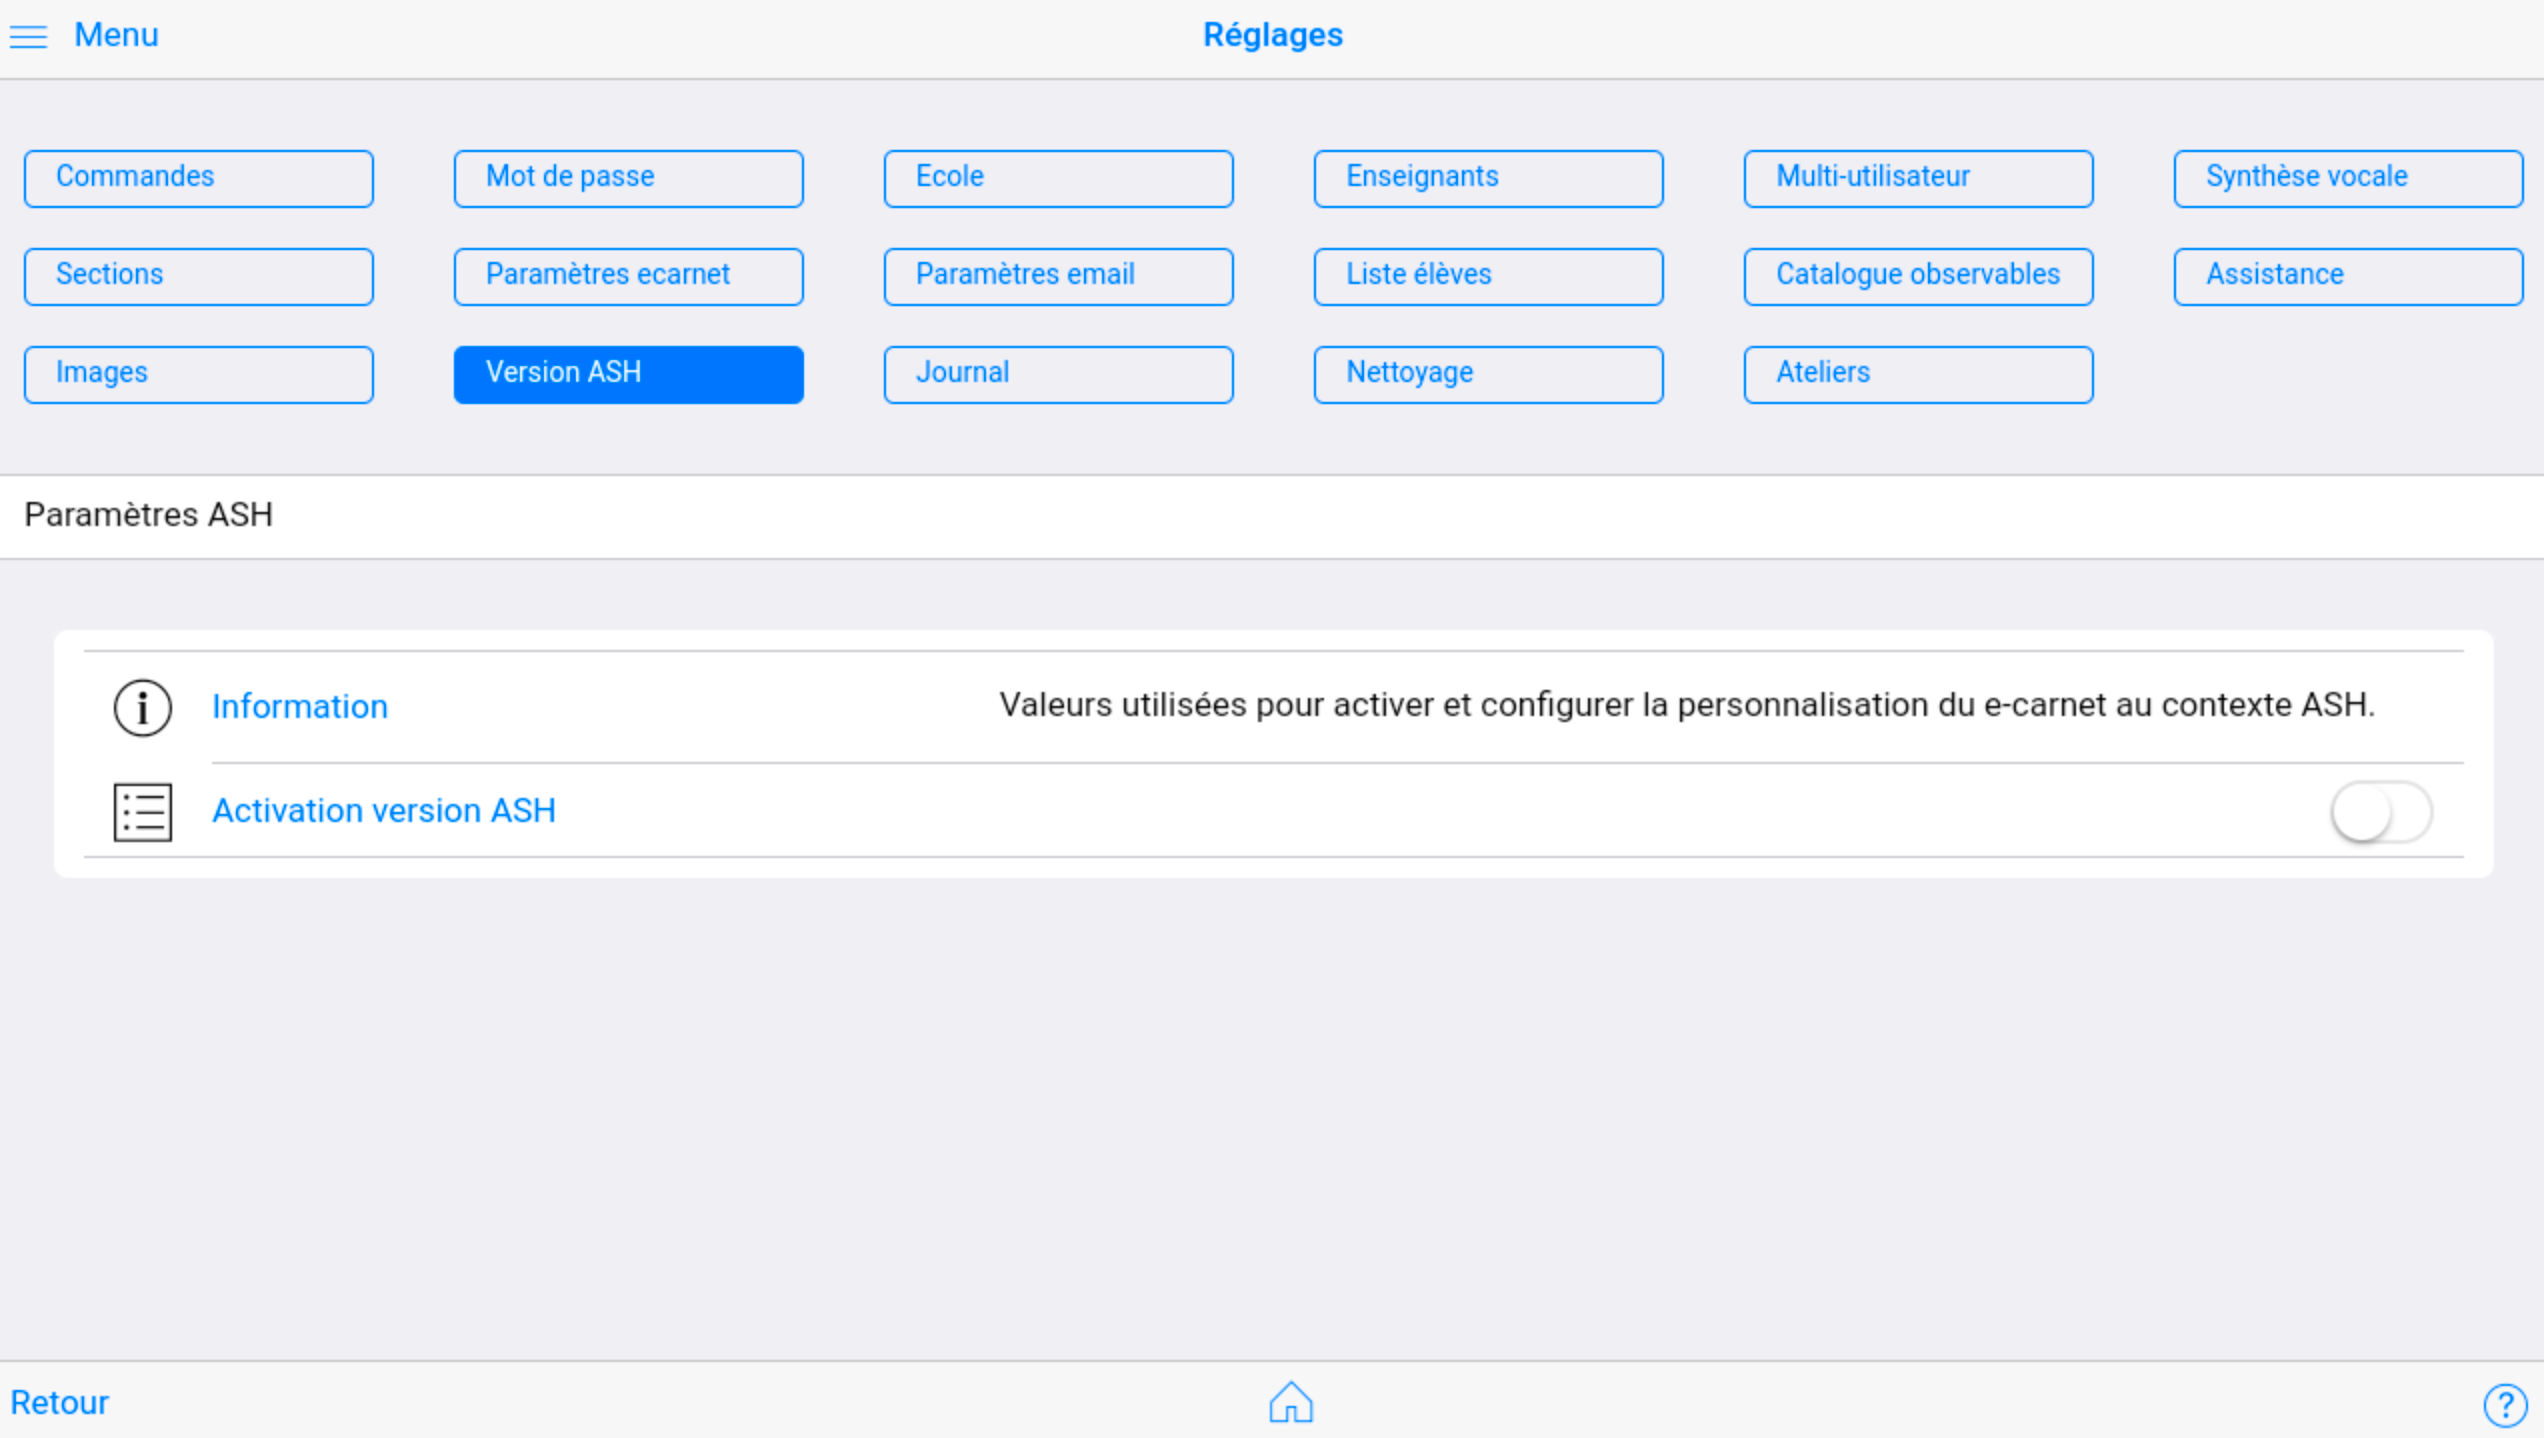 Menu
Réglages
Commandes
Mot de passe
Ecole
Enseignants
Multi-utilisateur
Synthèse vocale
Sections
Paramètres ecarnet
Paramètres email
Liste élèves
Catalogue observables
Assistance
Images
Version ASH
Journal
Nettoyage
Ateliers
Paramètres ASH
Information
Valeurs utilisées pour activer et configurer la personnalisation du e-carnet au contexte ASH.
Activation version ASH
Retour
?